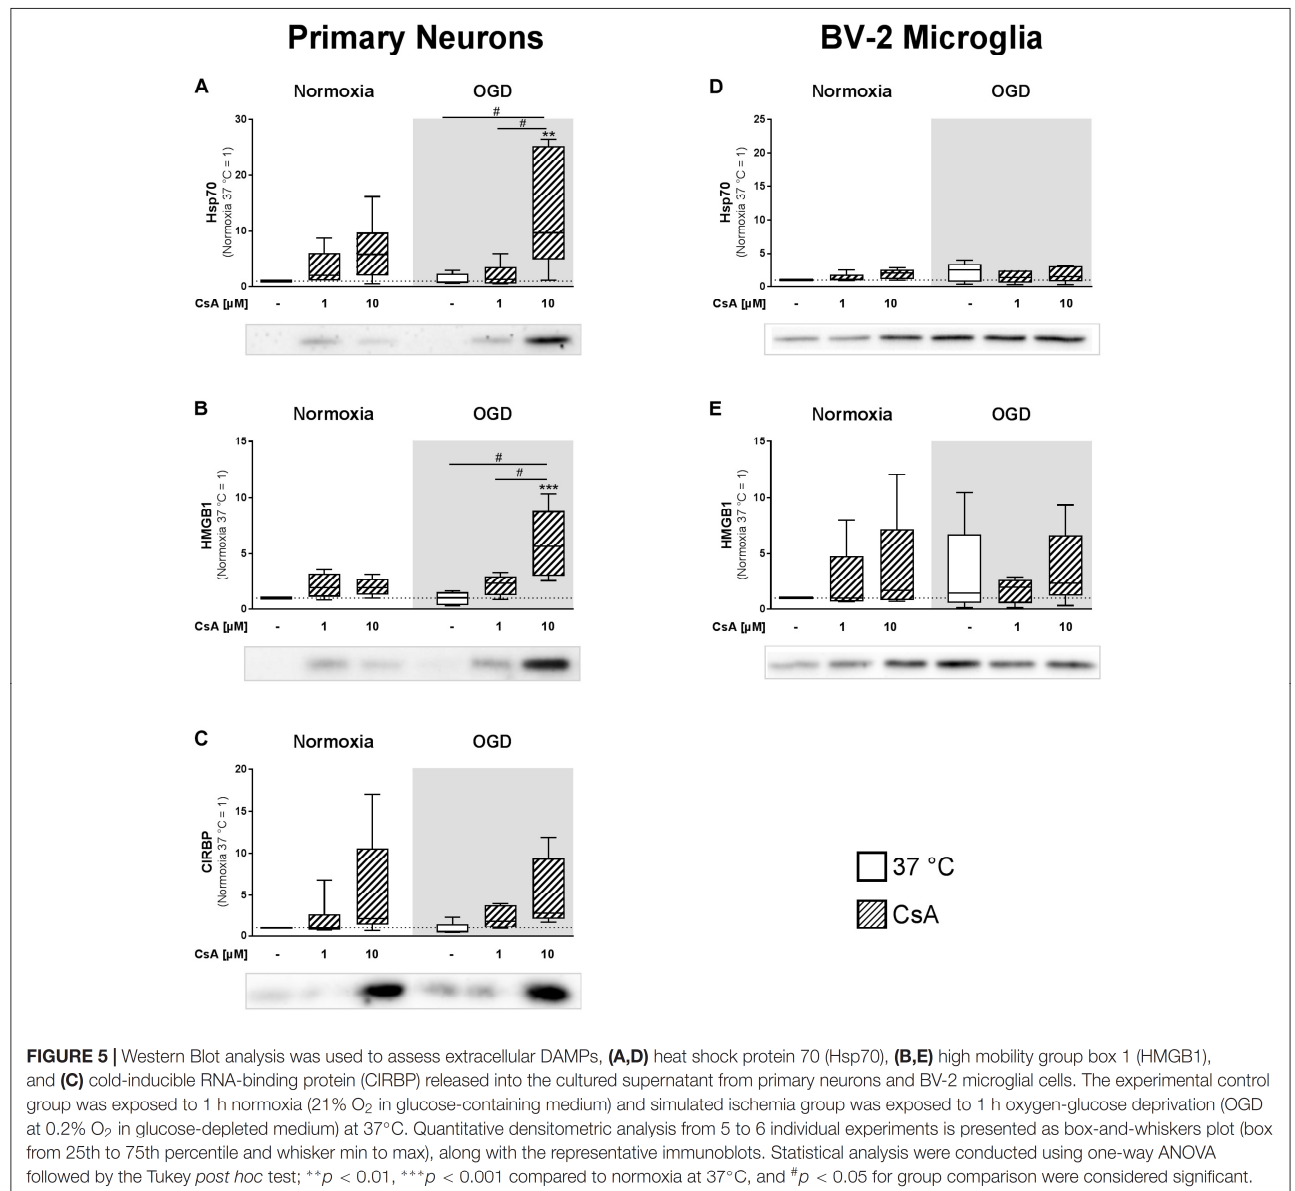 Primary Neurons
BV-2 Microglia
A
Normoxia
OGD
30
20
10
0
Hsp70
(Normoxia 37 °C = 1)
#
#
**
CsA [µM]
- 1 10 - 1 10
D
Normoxia
OGD
25
20
15
10
5
0
Hsp70
(Normoxia 37 °C = 1)
CsA [µM]
- 1 10 - 1 10
B
Normoxia
OGD
15
10
5
0
HMGB1
(Normoxia 37 °C = 1)
#
#
***
CsA [µM]
- 1 10 - 1 10
E
Normoxia
OGD
15
10
5
0
HMGB1
(Normoxia 37 °C = 1)
CsA [µM]
- 1 10 - 1 10
C
Normoxia
OGD
20
15
10
5
0
CIRBP
(Normoxia 37 °C = 1)
CsA [µM]
- 1 10 - 1 10
37 °C
CsA
FIGURE 5 | Western Blot analysis was used to assess extracellular DAMPs, (A,D) heat shock protein 70 (Hsp70), (B,E) high mobility group box 1 (HMGB1),
and (C) cold-inducible RNA-binding protein (CIRBP) released into the cultured supernatant from primary neurons and BV-2 microglial cells. The experimental control
group was exposed to 1 h normoxia (21% O2 in glucose-containing medium) and simulated ischemia group was exposed to 1 h oxygen-glucose deprivation (OGD
at 0.2% O2 in glucose-depleted medium) at 37°C. Quantitative densitometric analysis from 5 to 6 individual experiments is presented as box-and-whiskers plot (box
from 25th to 75th percentile and whisker min to max), along with the representative immunoblots. Statistical analysis were conducted using one-way ANOVA
followed by the Tukey post hoc test; **p < 0.01, ***p < 0.001 compared to normoxia at 37°C, and #p < 0.05 for group comparison were considered significant.